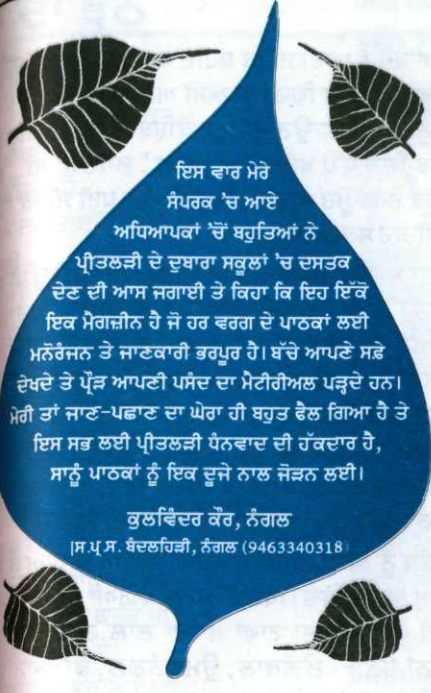 ਇਸ ਵਾਰ ਮੇਰੇ
ਸੰਪਰਕ 'ਚ ਆਏ
ਅਧਿਆਪਕਾਂ 'ਚੋਂ ਬਹੁਤਿਆਂ ਨੇ
ਪ੍ਰੀਤਲੜੀ ਦੇ ਦੁਬਾਰਾ ਸਕੂਲਾਂ 'ਚ ਦਸਤਕ
ਦੇਣ ਦੀ ਆਸ ਜਗਾਈ ਤੇ ਕਿਹਾ ਕਿ ਇਹ ਇੱਕੋ
ਇਕ ਮੈਗਜ਼ੀਨ ਹੈ ਜੋ ਹਰ ਵਰਗ ਦੇ ਪਾਠਕਾਂ ਲਈ
ਮਨੋਰੰਜਨ ਤੇ ਜਾਣਕਾਰੀ ਭਰਪੂਰ ਹੈ। ਬੱਚੇ ਆਪਣੇ ਸਫ਼ੇ
ਦੇਖਦੇ ਤੇ ਪ੍ਰੌੜ ਆਪਣੀ ਪਸੰਦ ਦਾ ਮੈਟੀਰੀਅਲ ਪੜ੍ਹਦੇ ਹਨ।
ਮੇਰੀ ਤਾਂ ਜਾਣ-ਪਛਾਣ ਦਾ ਘੇਰਾ ਹੀ ਬਹੁਤ ਫੈਲ ਗਿਆ ਹੈ ਤੇ
ਇਸ ਸਭ ਲਈ ਪ੍ਰੀਤਲੜੀ ਧੰਨਵਾਦ ਦੀ ਹੱਕਦਾਰ ਹੈ,
ਸਾਨੂੰ ਪਾਠਕਾਂ ਨੂੰ ਇਕ ਦੂਜੇ ਨਾਲ ਜੋੜਨ ਲਈ।
ਕੁਲਵਿੰਦਰ ਕੌਰ, ਨੰਗਲ
ਸ.ਪ੍ਰ.ਸ. ਬੰਦਲਹਿੜੀ, ਨੰਗਲ (9463340318)